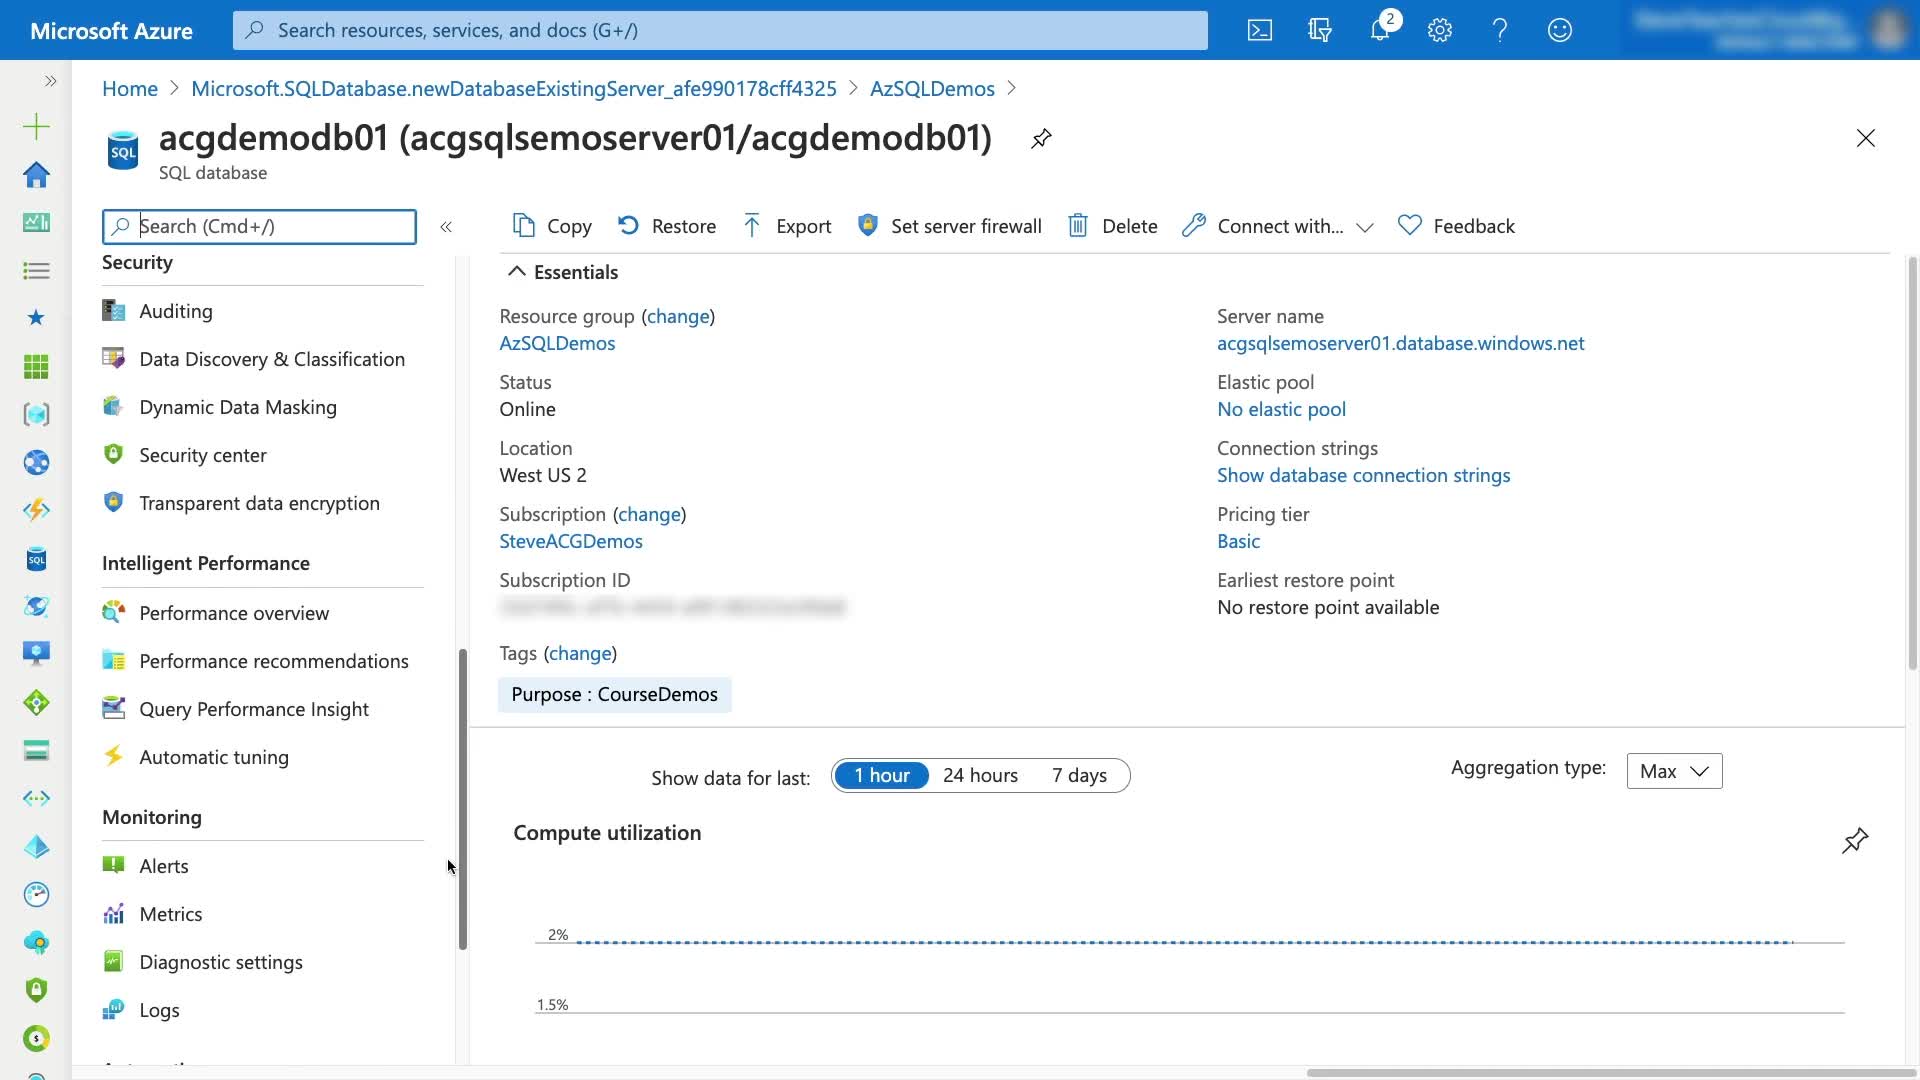 Microsoft Azure
Search resources, services, and docs (G+/)
2
Home > Microsoft.SQLDatabase.newDatabaseExistingServer_afe990178cff4325 > AzSQLDemos >
SQL
acgdemodb01 (acgsqlsemoserver01/acgdemodb01)
SQL database
Search (Cmd+/)
Copy
Restore
Export
Set server firewall
Delete
Connect with...
Feedback
Security
Auditing
Data Discovery & Classification
Dynamic Data Masking
Security center
Transparent data encryption
Intelligent Performance
Performance overview
Performance recommendations
Query Performance Insight
Automatic tuning
Monitoring
Alerts
Metrics
Diagnostic settings
Logs
SQL
Essentials
Resource group (change)
AzSQLDemos
Status
Online
Location
West US 2
Subscription (change)
SteveACGDemos
Subscription ID
Tags (change)
Purpose : CourseDemos
Server name
acgsqlsemoserver01.database.windows.net
Elastic pool
No elastic pool
Connection strings
Show database connection strings
Pricing tier
Basic
Earliest restore point
No restore point available
Show data for last:
1 hour
24 hours
7 days
Aggregation type:
Max
Compute utilization
2%
1.5%